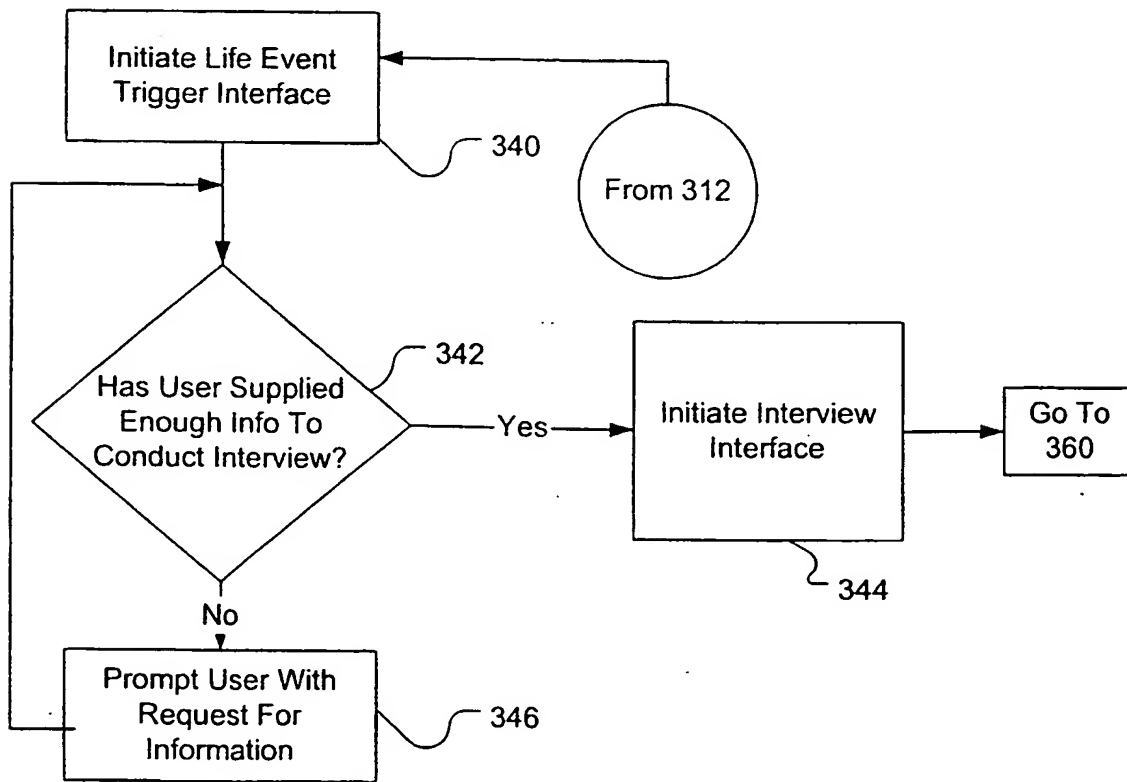 Initiate Life Event
Trigger Interface
340
From 312
342
Has User Supplied
Enough Info To
Conduct Interview?
Yes
Initiate Interview
Interface
Go To
360
344
No
Prompt User With
Request For
Information
346